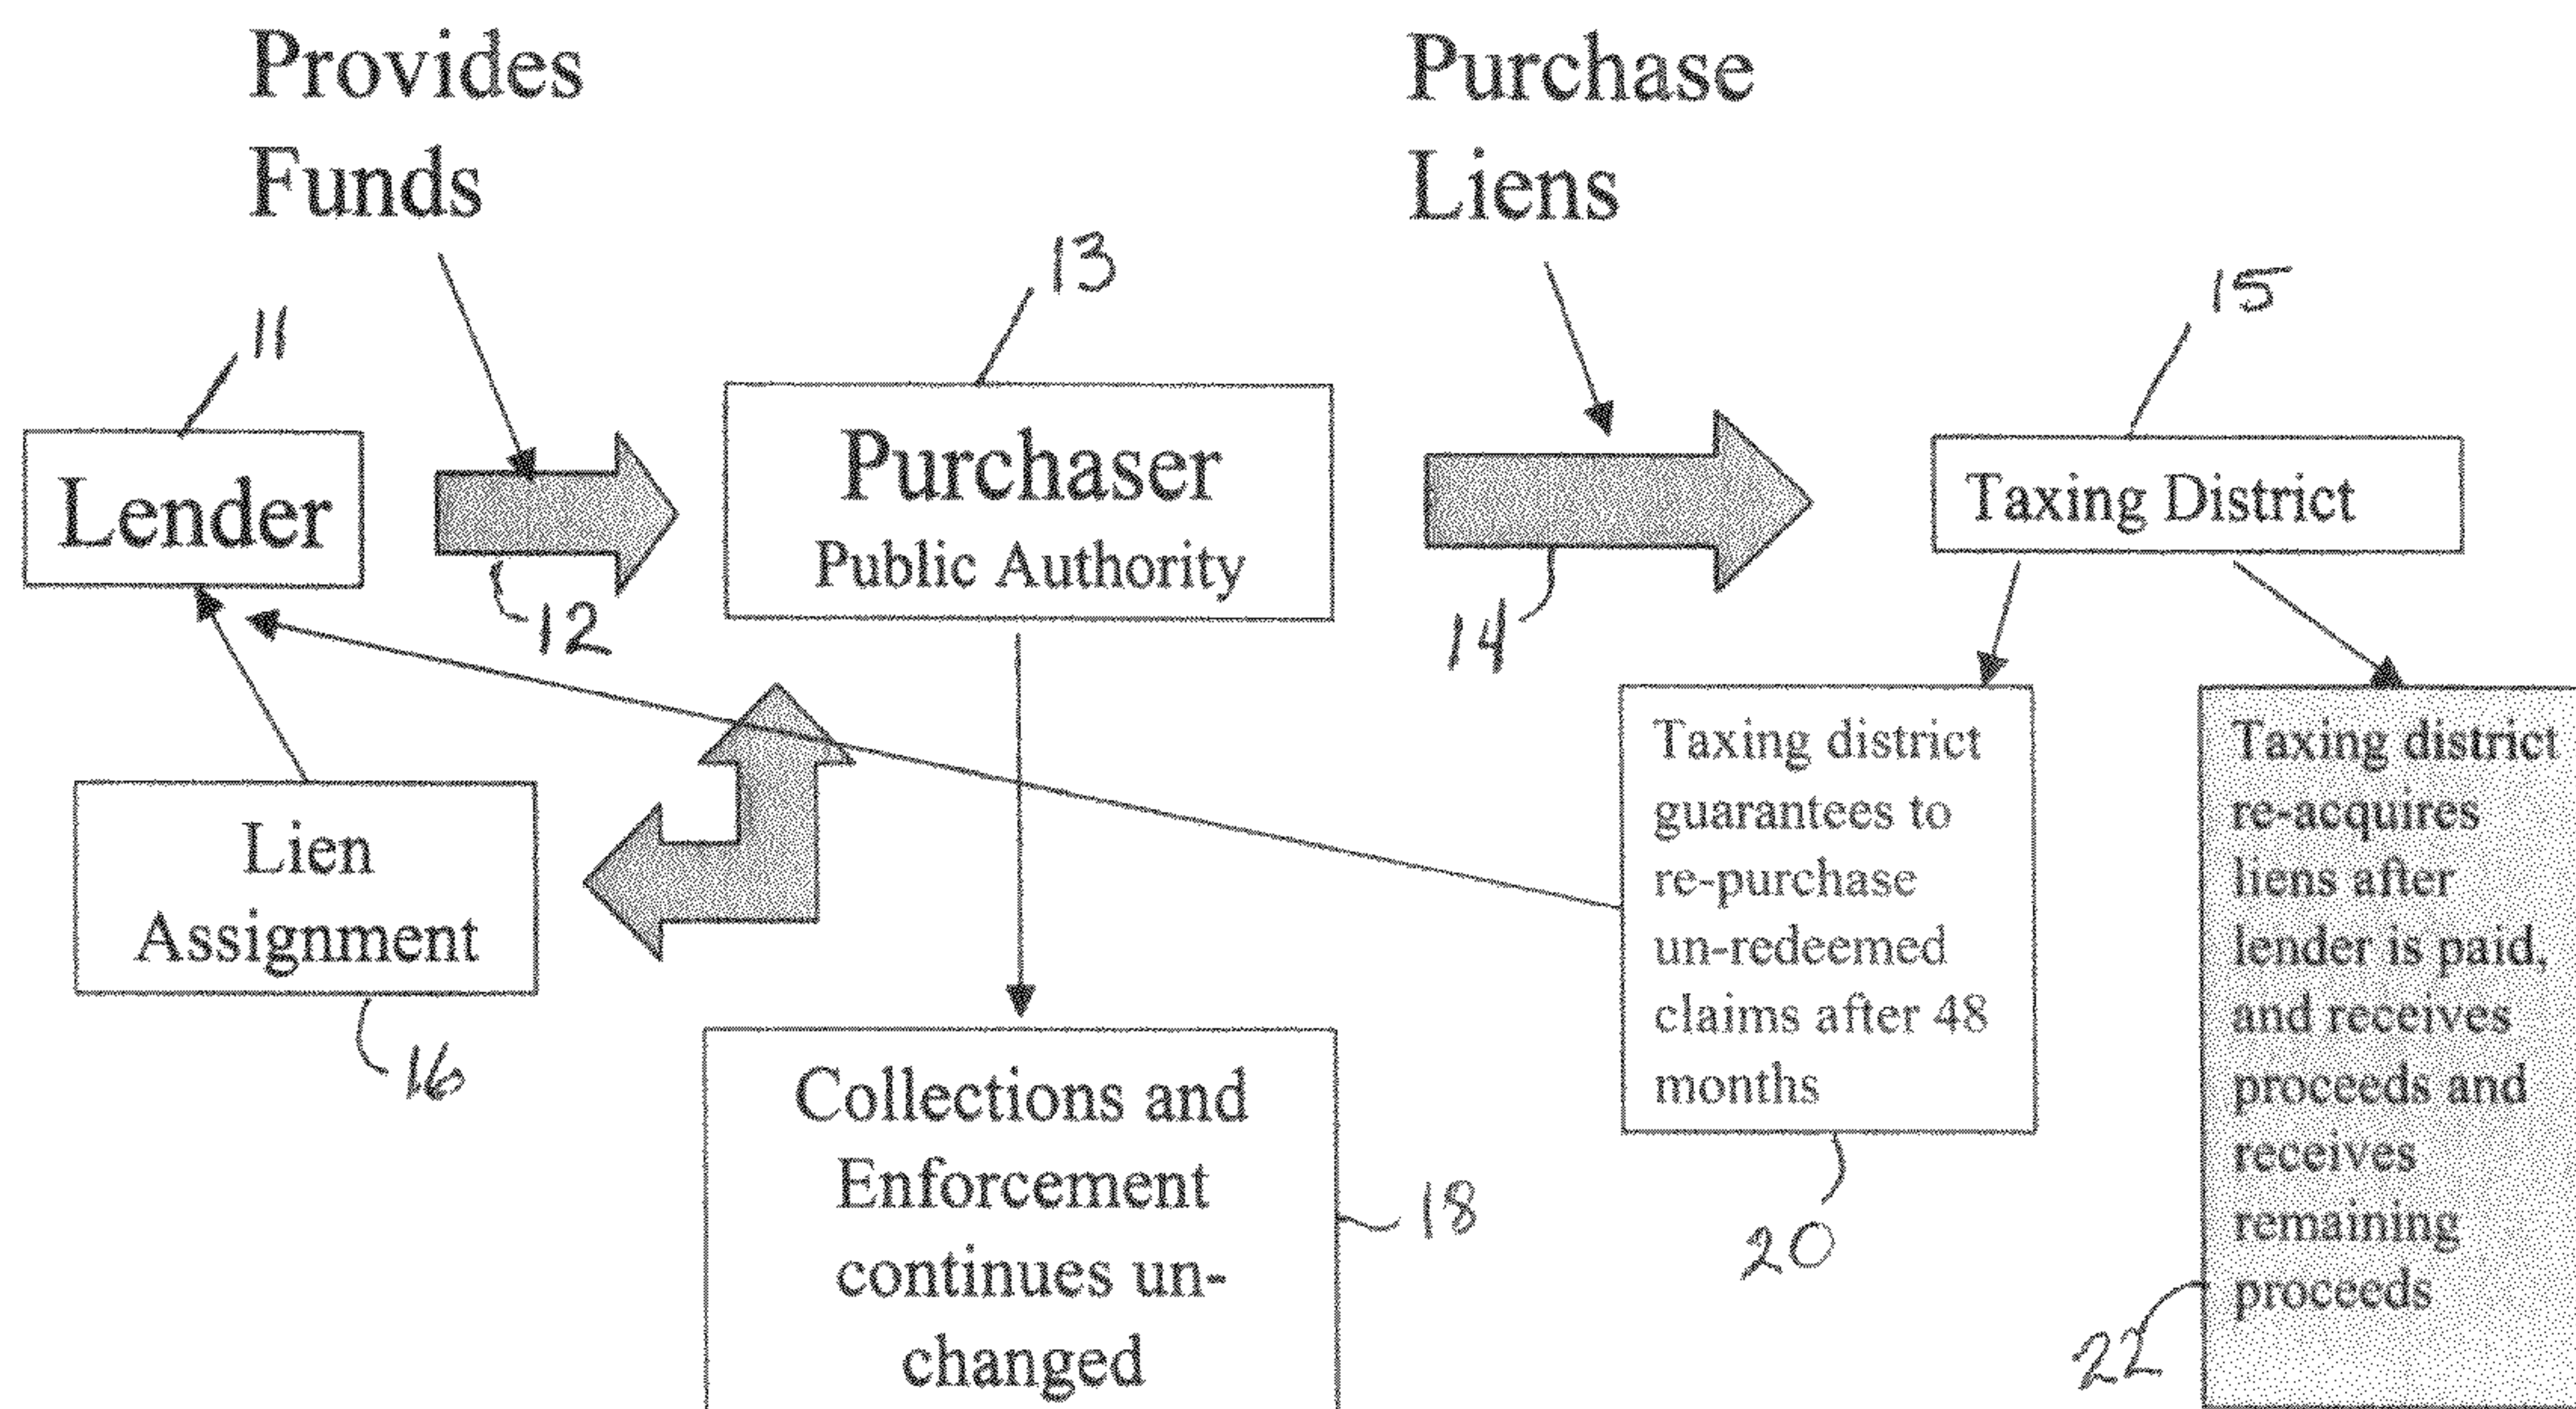 Provides
Funds
Purchase
Liens
11
13
15
Lender
Purchaser
Public Authority
Taxing District
12
14
Lien
Assignment
16
Collections and
Enforcement
continues un-
changed
18
Taxing district
guarantees to
re-purchase
un-redeemed
claims after 48
months
20
Taxing district
re-acquires
liens after
lender is paid,
and receives
proceeds and
receives
remaining
proceeds
22